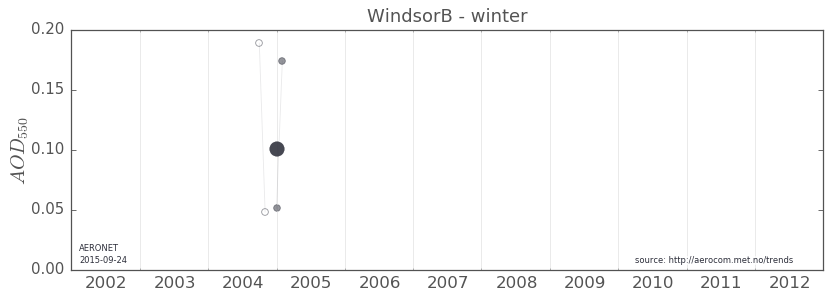 WindsorB - winter
0.20
0.15
0.10
0.05
0.00
AOD550
AERONET
2015-09-24
source: http://aerocom.met.no/trends
2002 2003 2004 2005 2006 2007 2008 2009 2010 2011 2012